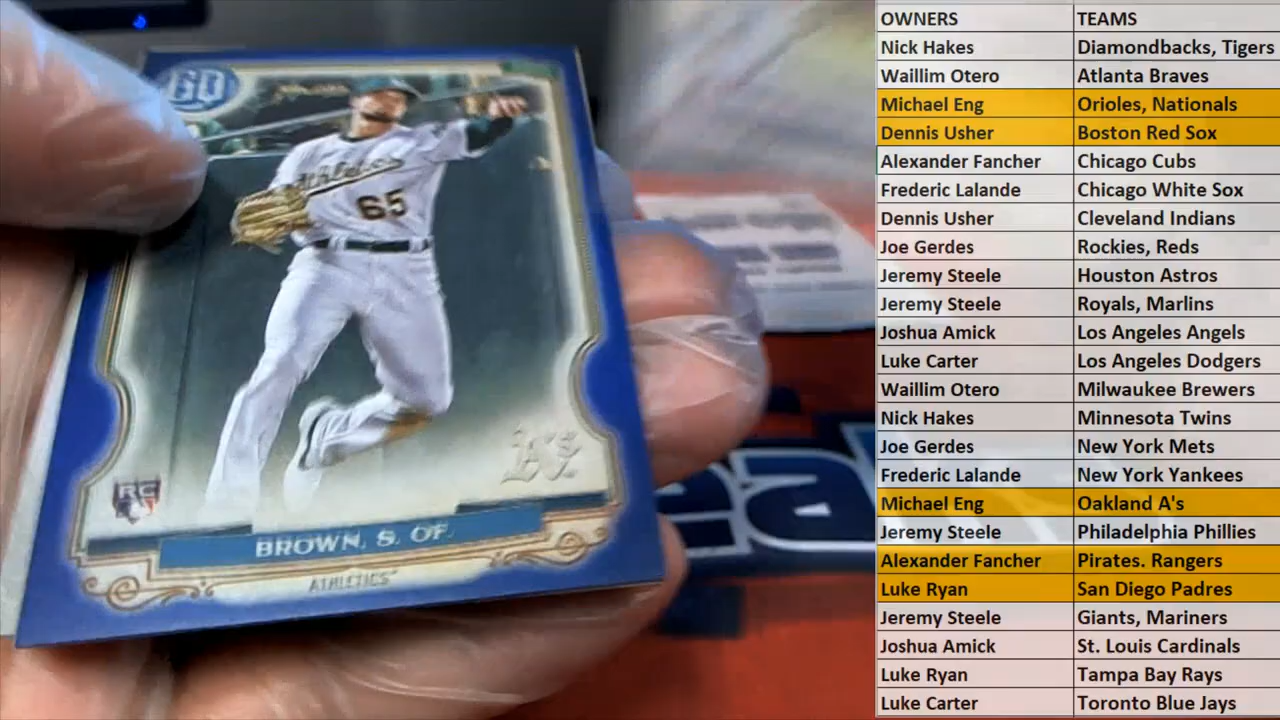 GQ
Athletics
65
RC
A's
BROWN, S. OF.
ATHLETICS™
OWNERS TEAMS
Nick Hakes Diamondbacks, Tigers
Waillim Otero Atlanta Braves
Michael Eng Orioles, Nationals
Dennis Usher Boston Red Sox
Alexander Fancher Chicago Cubs
Frederic Lalande Chicago White Sox
Dennis Usher Cleveland Indians
Joe Gerdes Rockies, Reds
Jeremy Steele Houston Astros
Jeremy Steele Royals, Marlins
Joshua Amick Los Angeles Angels
Luke Carter Los Angeles Dodgers
Waillim Otero Milwaukee Brewers
Nick Hakes Minnesota Twins
Joe Gerdes New York Mets
Frederic Lalande New York Yankees
Michael Eng Oakland A's
Jeremy Steele Philadelphia Phillies
Alexander Fancher Pirates. Rangers
Luke Ryan San Diego Padres
Jeremy Steele Giants, Mariners
Joshua Amick St. Louis Cardinals
Luke Ryan Tampa Bay Rays
Luke Carter Toronto Blue Jays